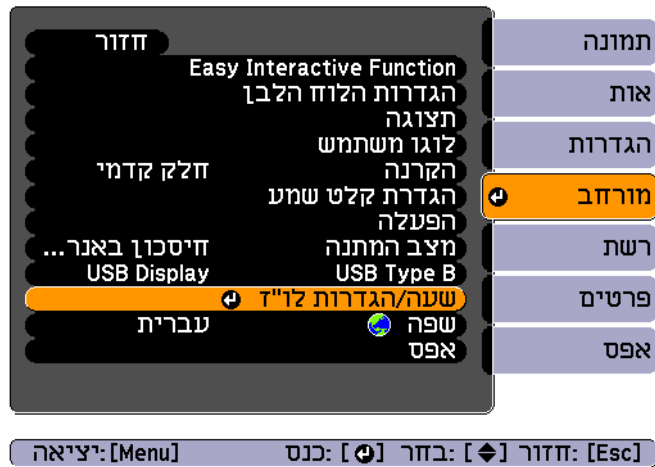 חזור
Easy Interactive Function
הגדרות הלוח הלבן
תצוגה
לוגו משתמש
הקרנה חלק קדמי
הגדרת קלט שמע
הפעלה
מצב המתנה חיסכון באנר...
USB Type B USB Display
שעה/הגדרות לו"ז
שפה עברית
אפס
תמונה
אות
הגדרות
מורחב
רשת
פרטים
אפס
[Esc] :חזור [ ] :בחר [ ] :כנס [Menu]:יציאה